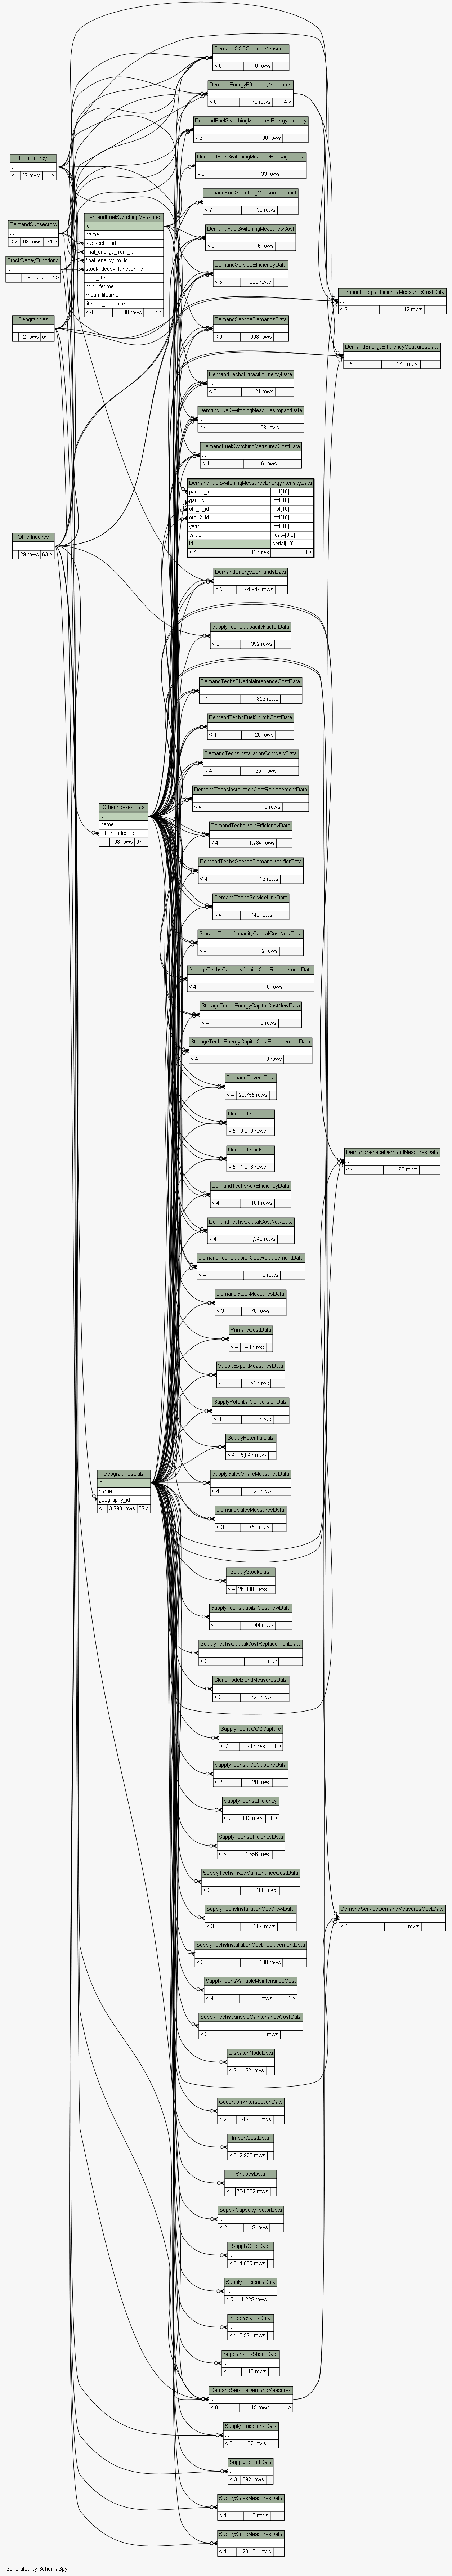 DemandCO2CaptureMeasures
...
< 8 0 rows
DemandEnergyEfficiencyMeasures
...
< 8 72 rows 4 >
DemandFuelSwitchingMeasuresEnergyIntensity
...
< 6 30 rows
DemandFuelSwitchingMeasurePackagesData
...
< 2 33 rows
FinalEnergy
...
< 1 27 rows 11 >
DemandFuelSwitchingMeasuresImpact
...
< 7 30 rows
DemandFuelSwitchingMeasures
id
name
subsector_id
final_energy_from_id
final_energy_to_id
stock_decay_function_id
max_lifetime
min_lifetime
mean_lifetime
lifetime_variance
< 4 30 rows 7 >
DemandSubsectors
...
< 2 63 rows 24 >
DemandFuelSwitchingMeasuresCost
...
< 8 6 rows
StockDecayFunctions
...
3 rows 7 >
DemandServiceEfficiencyData
...
< 5 323 rows
DemandEnergyEfficiencyMeasuresCostData
...
< 5 1,412 rows
Geographies
...
12 rows 54 >
DemandServiceDemandsData
...
< 6 693 rows
DemandEnergyEfficiencyMeasuresData
...
< 5 240 rows
DemandTechsParasiticEnergyData
...
< 5 21 rows
DemandFuelSwitchingMeasuresImpactData
...
< 4 63 rows
DemandFuelSwitchingMeasuresCostData
...
< 4 6 rows
DemandFuelSwitchingMeasuresEnergyIntensityData
parent_id int4[10]
gau_id int4[10]
oth_1_id int4[10]
oth_2_id int4[10]
year int4[10]
value float4[8,8]
id serial[10]
< 4 31 rows 0 >
OtherIndexes
...
29 rows 63 >
DemandEnergyDemandsData
...
< 5 94,949 rows
SupplyTechsCapacityFactorData
...
< 3 392 rows
DemandTechsFixedMaintenanceCostData
...
< 4 352 rows
DemandTechsFuelSwitchCostData
...
< 4 20 rows
DemandTechsInstallationCostNewData
...
< 4 251 rows
DemandTechsInstallationCostReplacementData
...
< 4 0 rows
OtherIndexesData
id
name
other_index_id
< 1 163 rows 67 >
DemandTechsMainEfficiencyData
...
< 4 1,784 rows
DemandTechsServiceDemandModifierData
...
< 4 19 rows
DemandTechsServiceLinkData
...
< 4 740 rows
StorageTechsCapacityCapitalCostNewData
...
< 4 2 rows
StorageTechsCapacityCapitalCostReplacementData
...
< 4 0 rows
StorageTechsEnergyCapitalCostNewData
...
< 4 9 rows
StorageTechsEnergyCapitalCostReplacementData
...
< 4 0 rows
DemandDriversData
...
< 4 22,755 rows
DemandSalesData
...
< 5 3,319 rows
DemandStockData
...
< 5 1,876 rows
DemandServiceDemandMeasuresData
...
< 4 60 rows
DemandTechsAuxEfficiencyData
...
< 4 101 rows
DemandTechsCapitalCostNewData
...
< 4 1,348 rows
DemandTechsCapitalCostReplacementData
...
< 4 0 rows
DemandStockMeasuresData
...
< 3 70 rows
PrimaryCostData
...
< 4 848 rows
SupplyExportMeasuresData
...
< 3 51 rows
SupplyPotentialConversionData
...
< 3 33 rows
SupplyPotentialData
...
< 4 5,846 rows
GeographiesData
id
name
geography_id
< 1 3,293 rows 62 >
SupplySalesShareMeasuresData
...
< 4 28 rows
DemandSalesMeasuresData
...
< 3 750 rows
SupplyStockData
...
< 4 26,338 rows
SupplyTechsCapitalCostNewData
...
< 3 944 rows
SupplyTechsCapitalCostReplacementData
...
< 3 1 row
BlendNodeBlendMeasuresData
...
< 3 623 rows
SupplyTechsCO2Capture
...
< 7 28 rows 1 >
SupplyTechsCO2CaptureData
...
< 2 28 rows
SupplyTechsEfficiency
...
< 7 113 rows 1 >
SupplyTechsEfficiencyData
...
< 5 4,556 rows
SupplyTechsFixedMaintenanceCostData
...
< 3 180 rows
SupplyTechsInstallationCostNewData
...
< 3 208 rows
DemandServiceDemandMeasuresCostData
...
< 4 0 rows
SupplyTechsInstallationCostReplacementData
...
< 3 190 rows
SupplyTechsVariableMaintenanceCost
...
< 9 81 rows 1 >
SupplyTechsVariableMaintenanceCostData
...
< 3 68 rows
DispatchNodeData
...
< 2 52 rows
GeographyIntersectionData
...
< 2 45,036 rows
ImportCostData
...
< 3 2,923 rows
ShapesData
...
< 4 784,032 rows
SupplyCapacityFactorData
...
< 2 5 rows
SupplyCostData
...
< 3 4,035 rows
SupplyEfficiencyData
...
< 5 1,225 rows
SupplySalesData
...
< 4 6,571 rows
SupplySalesShareData
...
< 4 13 rows
DemandServiceDemandMeasures
...
< 8 15 rows 4 >
SupplyEmissionsData
...
< 6 57 rows
SupplyExportData
...
< 3 592 rows
SupplySalesMeasuresData
...
< 4 0 rows
SupplyStockMeasuresData
...
< 4 20,101 rows
Generated by SchemaSpy